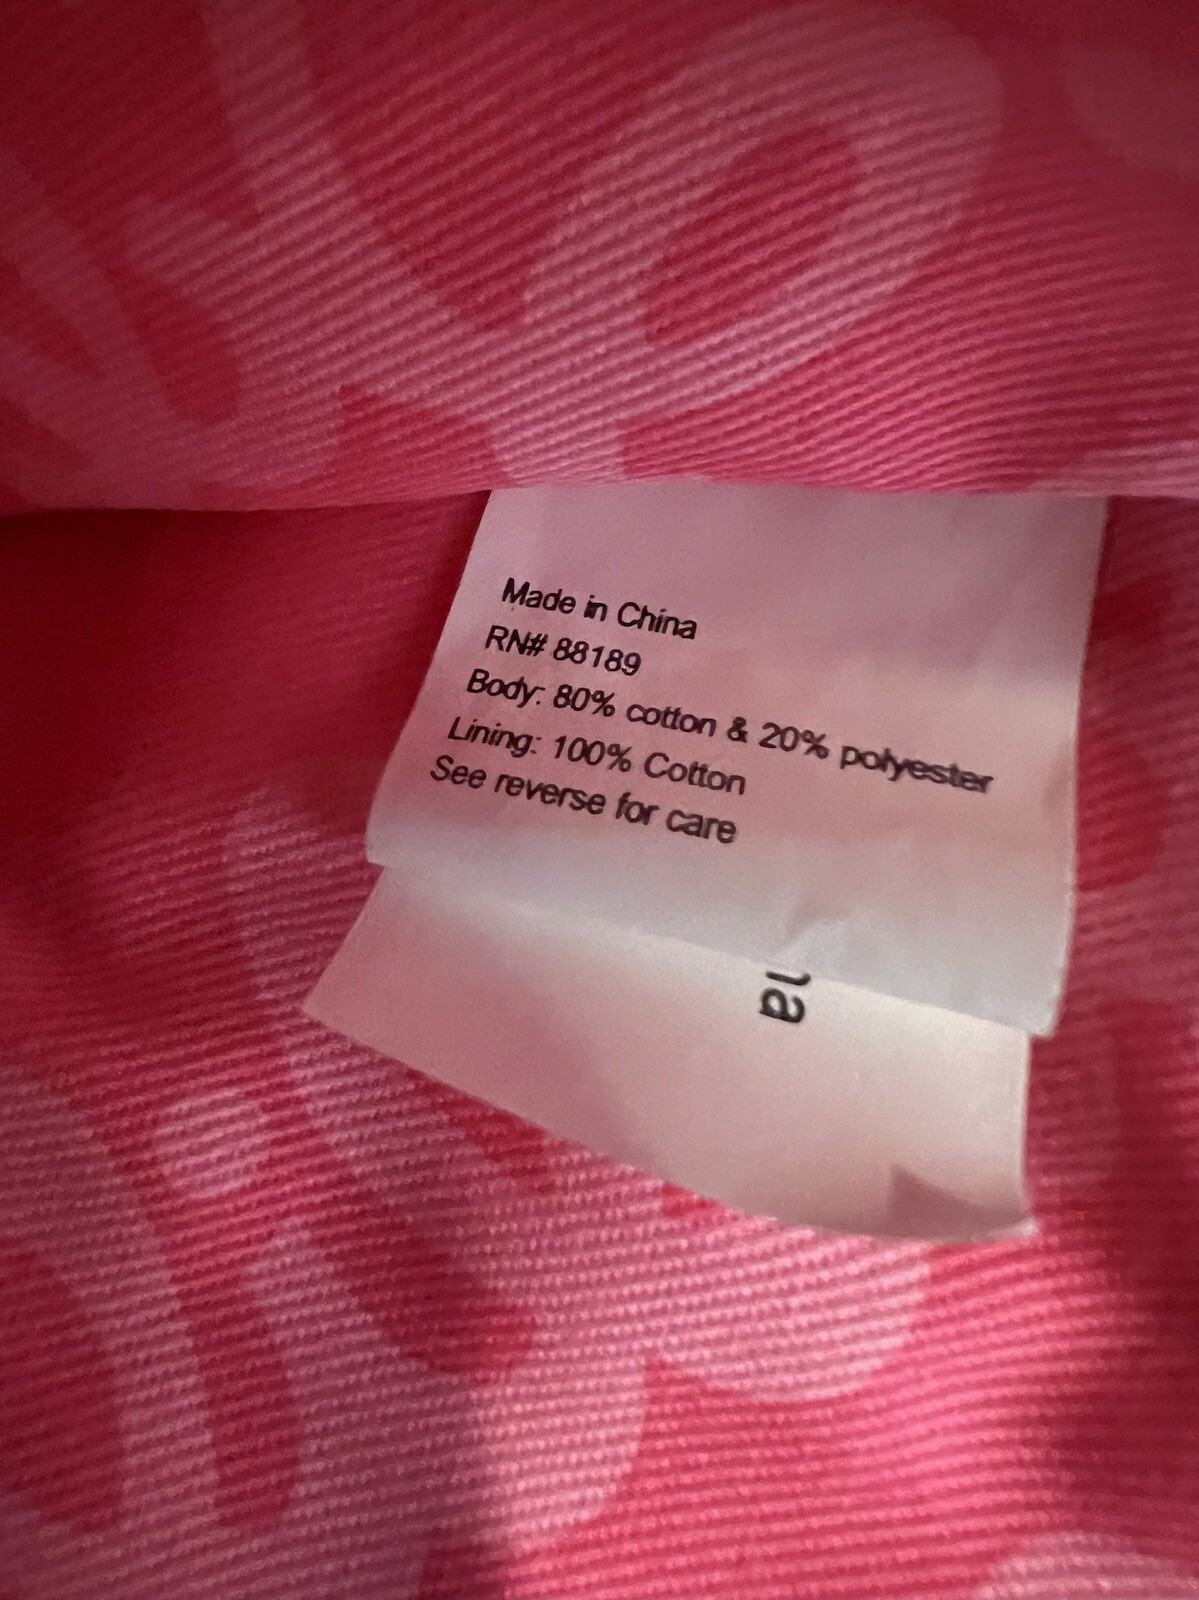 Made in China
RN# 88189
Body: 80% cotton & 20% polyester
Lining: 100% Cotton
See reverse for care